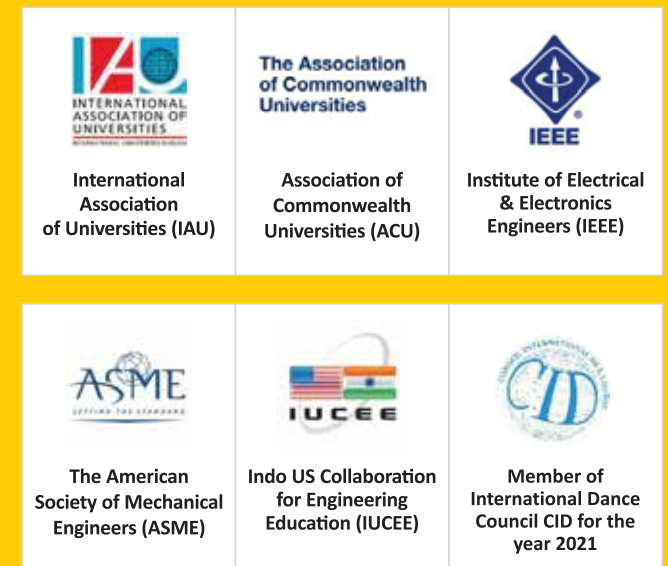 INTERNATIONAL
ASSOCIATION OF
UNIVERSITIES
International
Association
of Universities (IAU)
The Association
of Commonwealth
Universities
Association of
Commonwealth
Universities (ACU)
IEEE
®
Institute of Electrical
& Electronics
Engineers (IEEE)
ASME
SETTING THE STANDARD
The American
Society of Mechanical
Engineers (ASME)
IUCEE
Indo US Collaboration
for Engineering
Education (IUCEE)
CID
Member of
International Dance
Council CID for the
year 2021